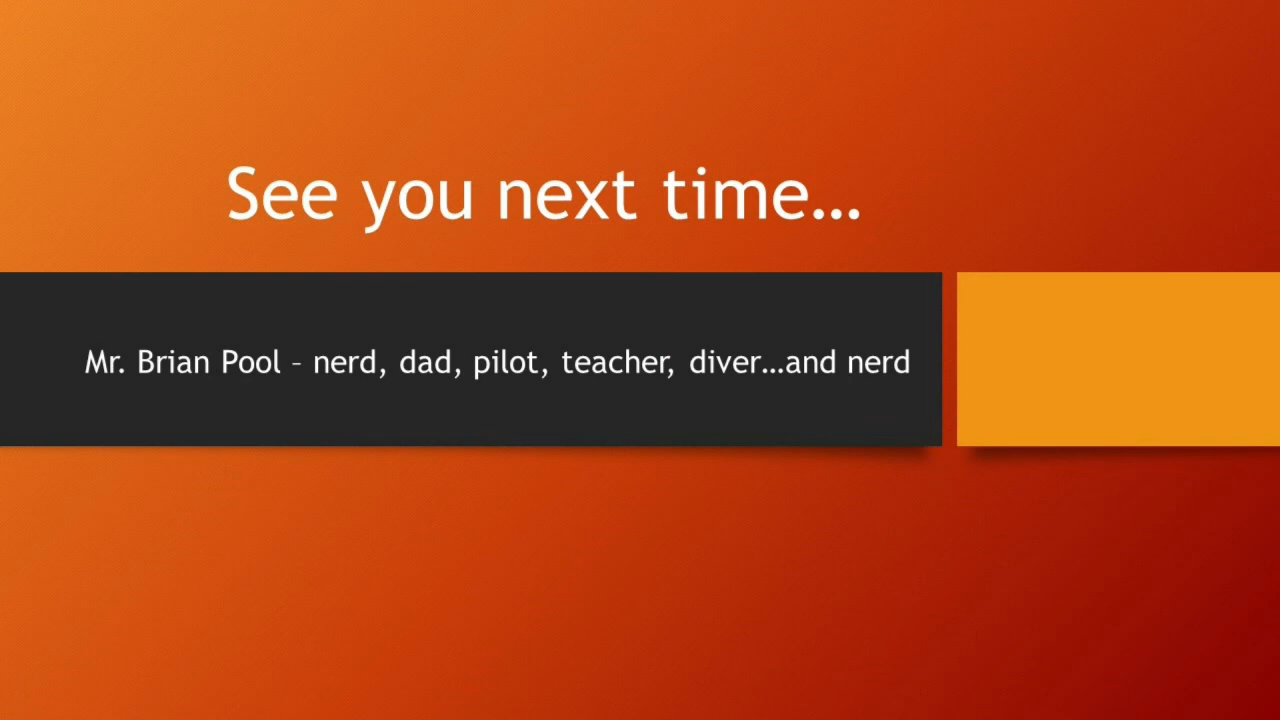 See you next time…
Mr. Brian Pool – nerd, dad, pilot, teacher, diver…and nerd